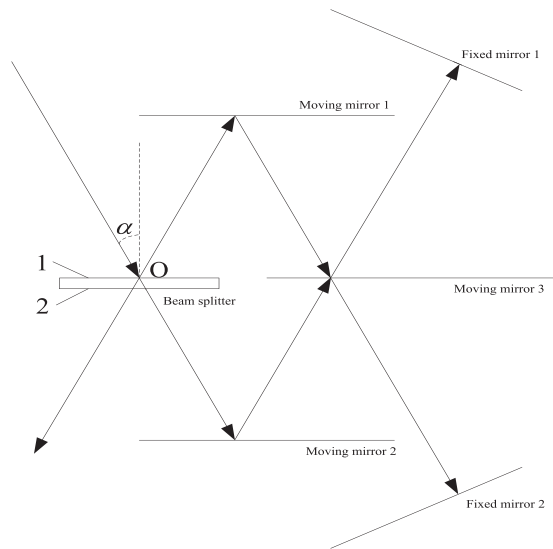 Fixed mirror 1
Moving mirror 1
α
1
O
2
Beam splitter
Moving mirror 3
Moving mirror 2
Fixed mirror 2